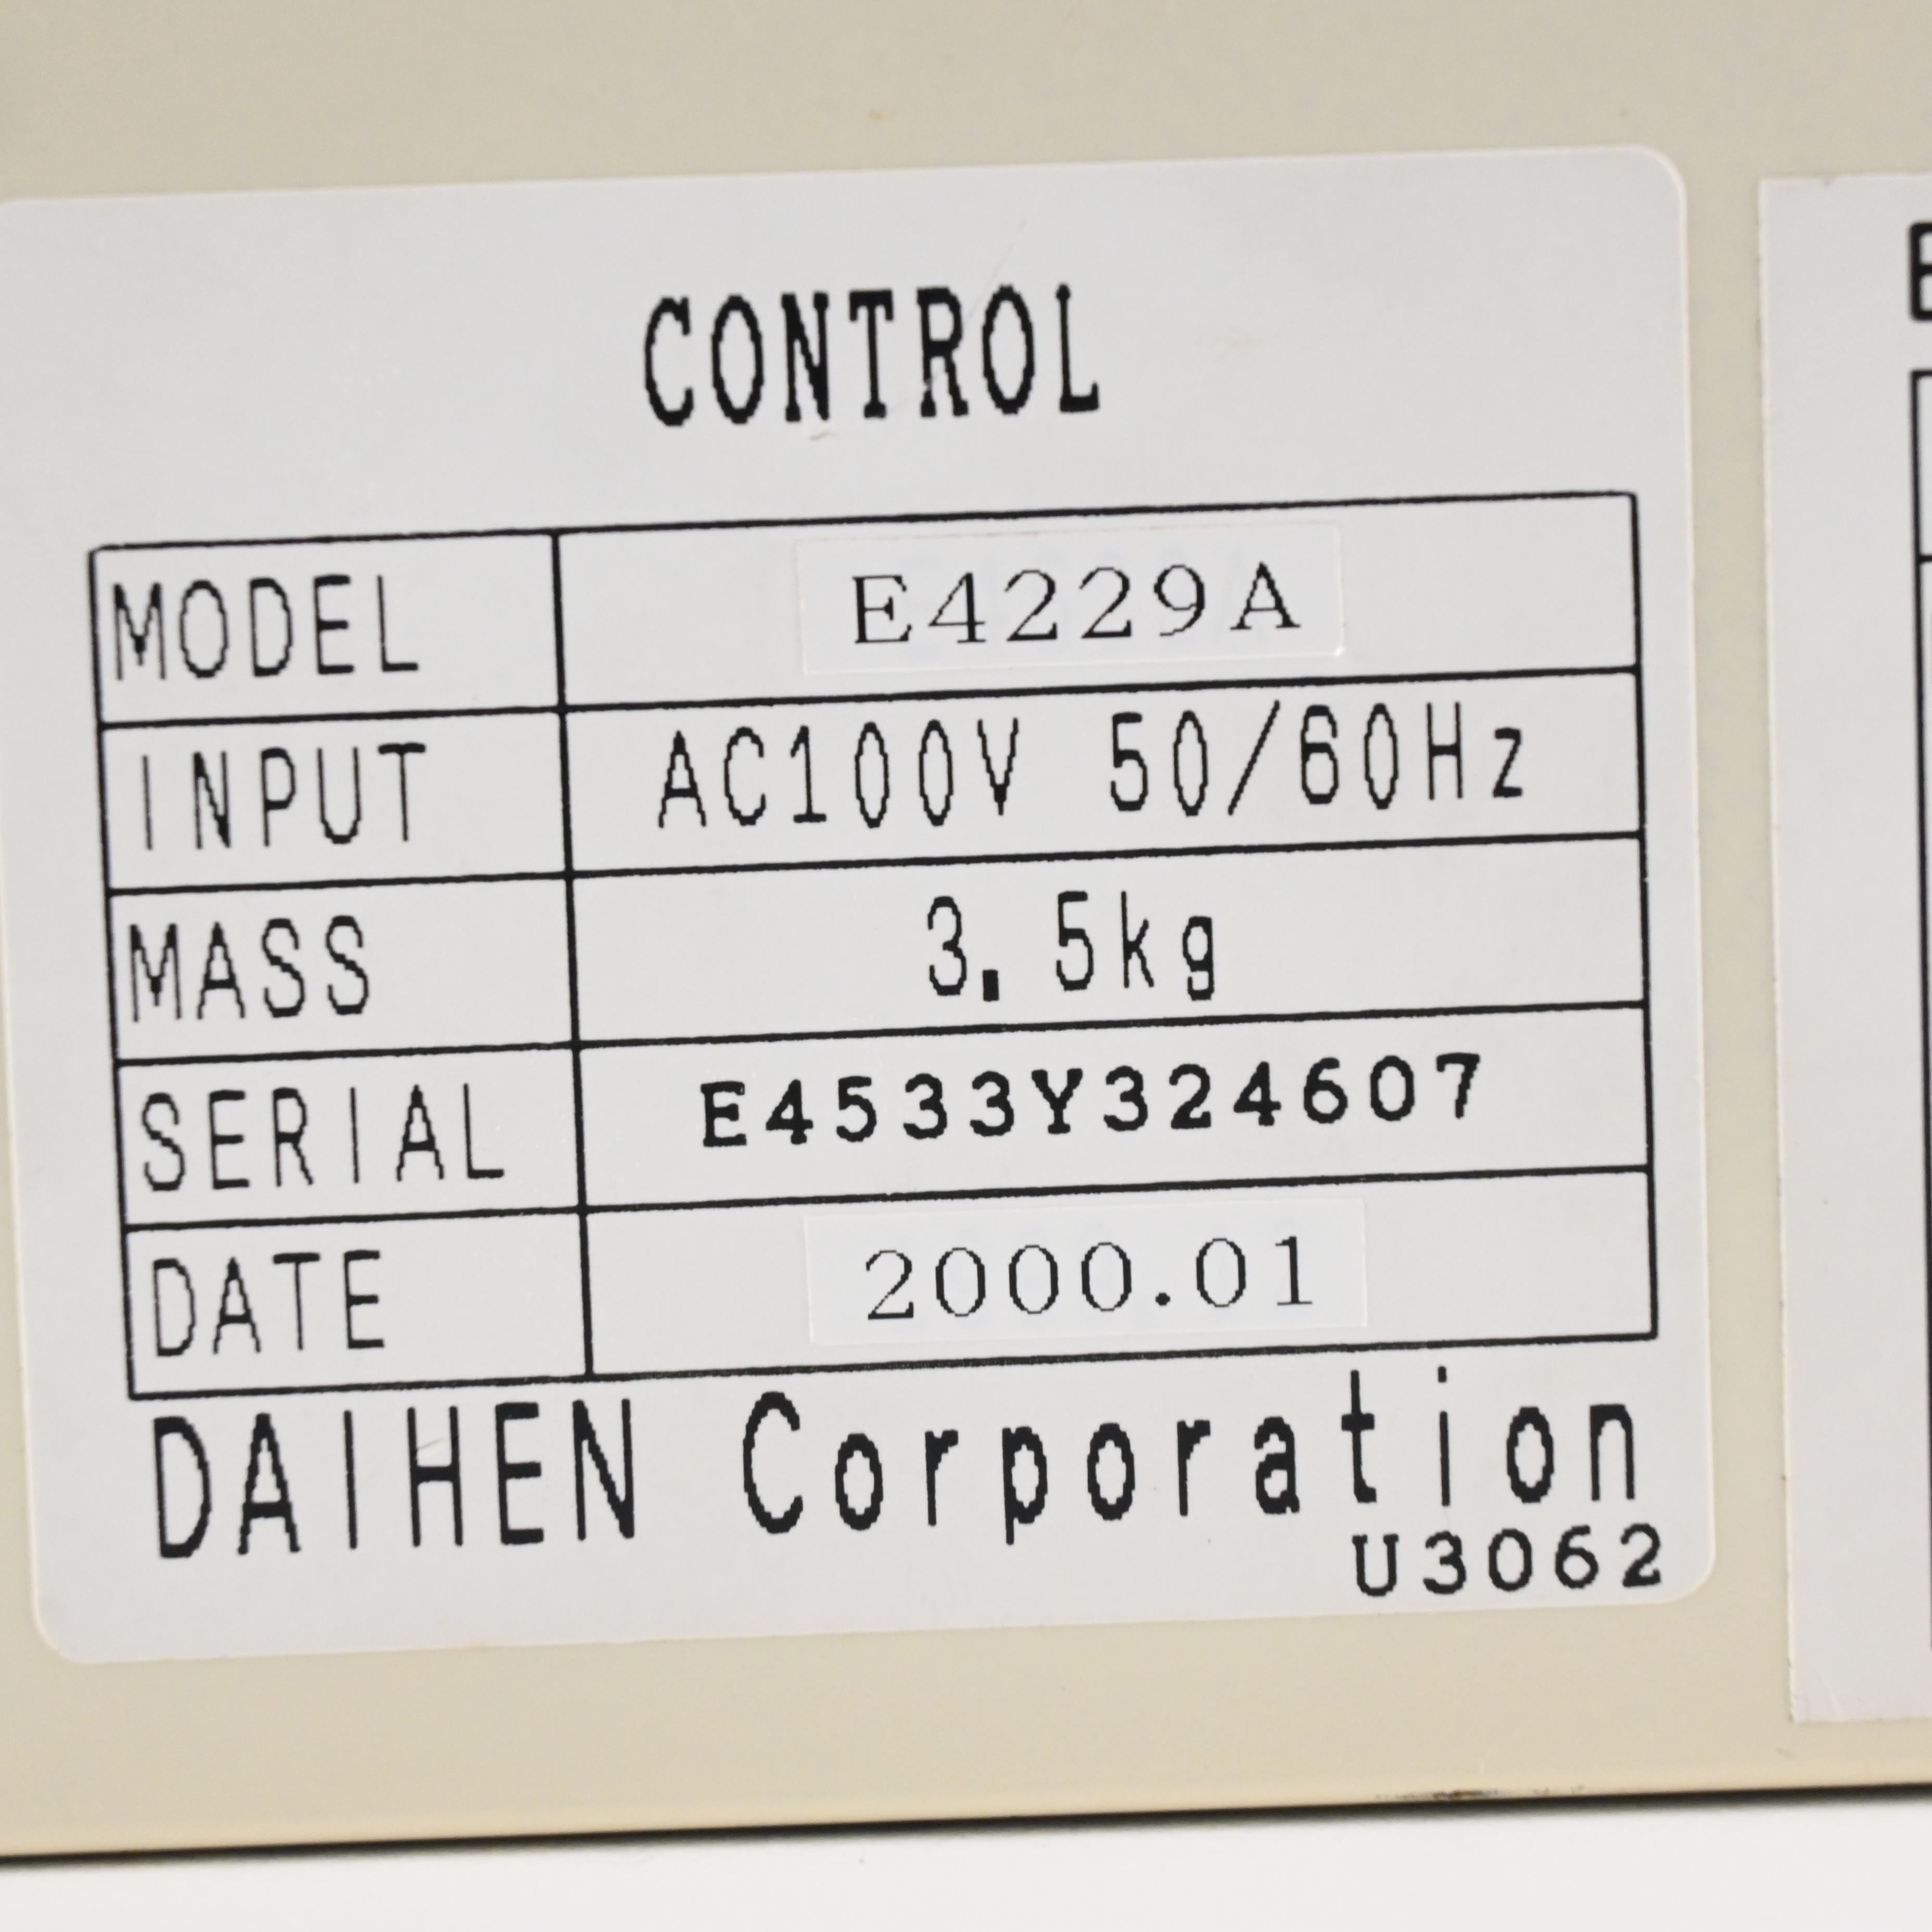 CONTROL
MODEL E4229A
INPUT AC100V 50/60Hz
MASS 3.5kg
SERIAL E4533Y324607
DATE 2000.01
DAIHEN Corporation
U3062